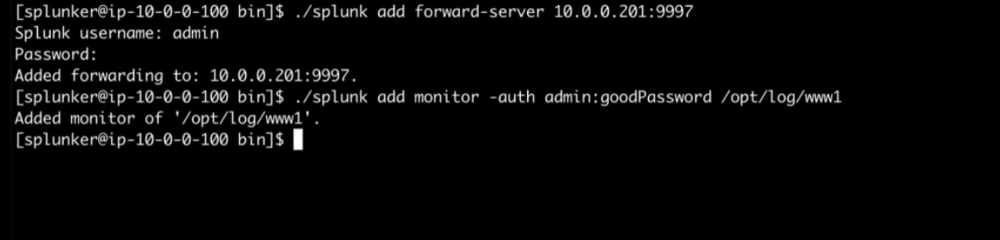 [splunker@ip-10-0-0-100 bin]$ ./splunk add forward-server 10.0.0.201:9997
Splunk username: admin
Password:
Added forwarding to: 10.0.0.201:9997.
[splunker@ip-10-0-0-100 bin]$ ./splunk add monitor -auth admin:goodPassword /opt/log/www1
Added monitor of '/opt/log/www1'.
[splunker@ip-10-0-0-100 bin]$